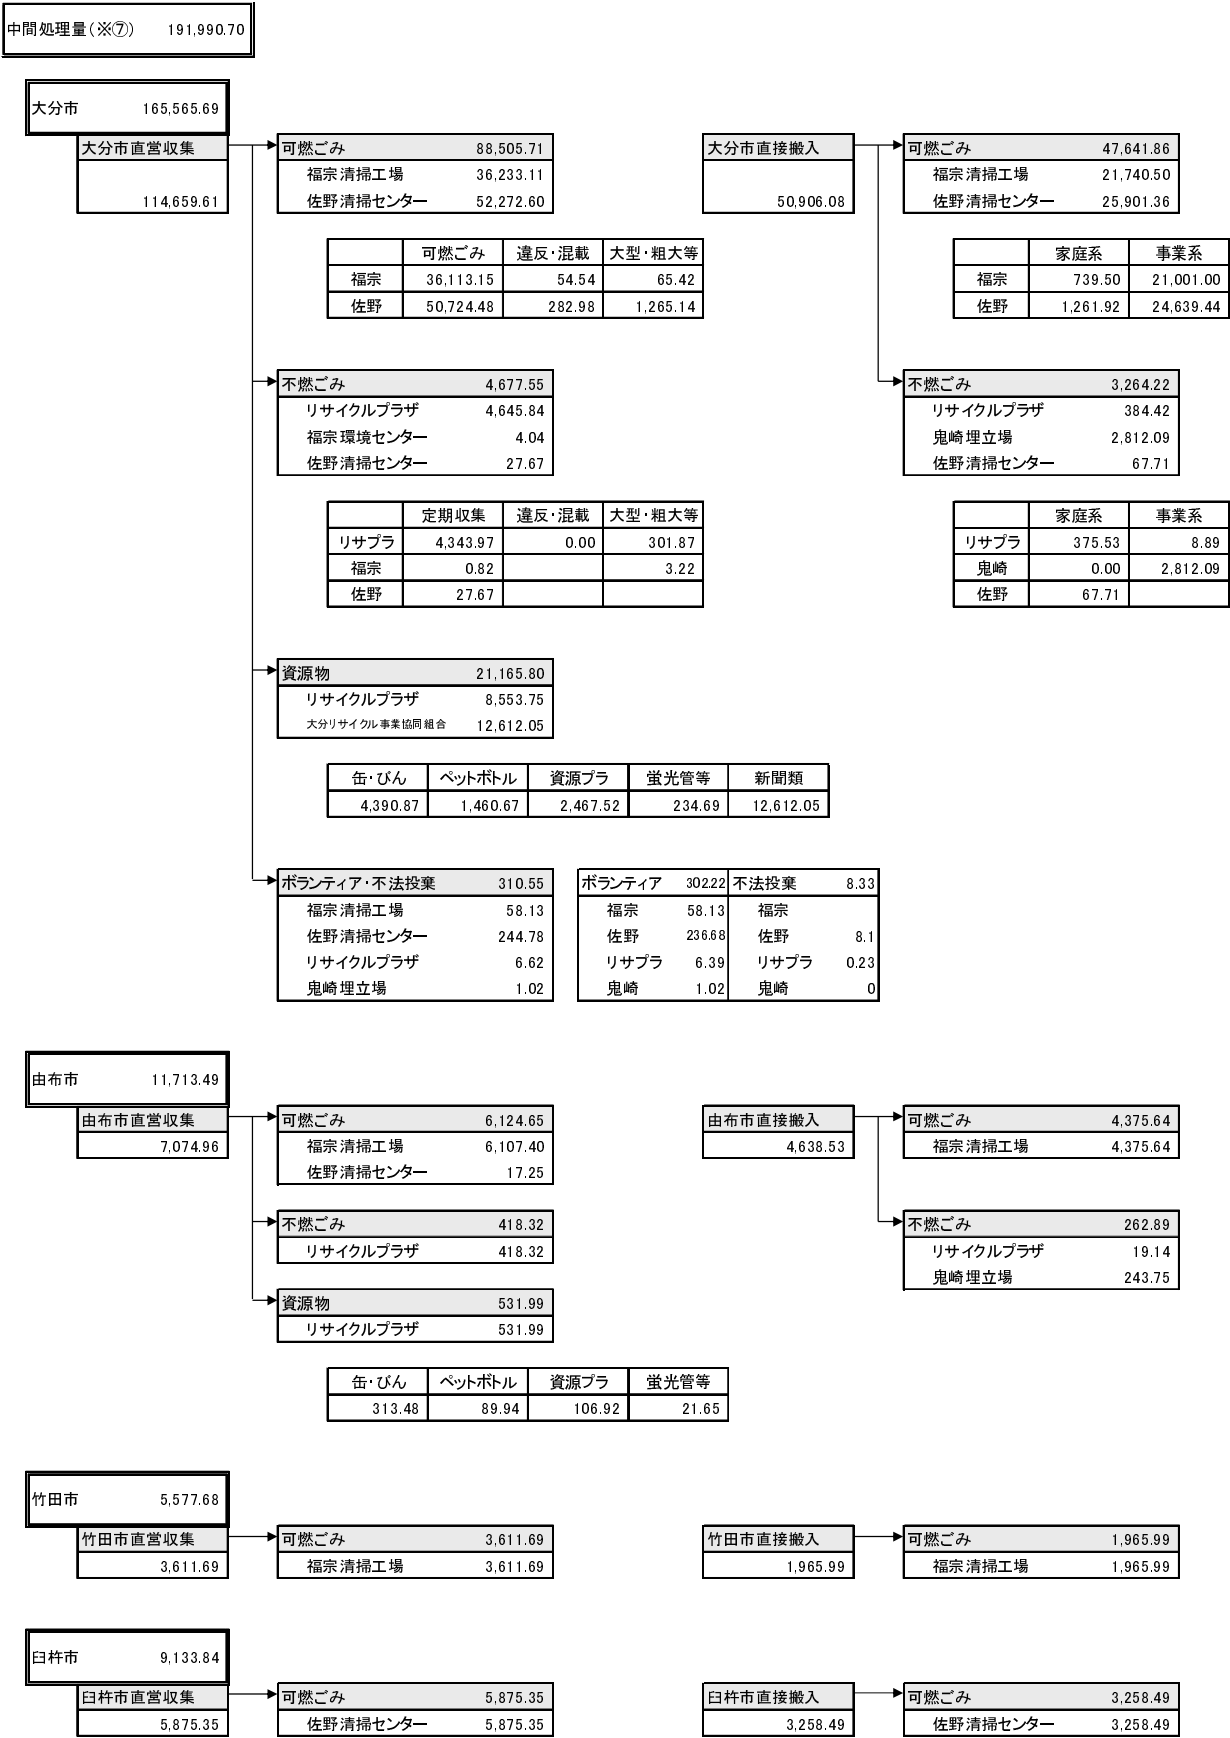 中間処理量(※⑦) 191,990.70
大分市 165,565.69
大分市直営収集 114,659.61
可燃ごみ 88,505.71
福宗清掃工場 36,233.11
佐野清掃センター 52,272.60
大分市直接搬入 50,906.08
可燃ごみ 47,641.86
福宗清掃工場 21,740.50
佐野清掃センター 25,901.36
可燃ごみ 違反・混載 大型・粗大等
福宗 36,113.15 54.54 65.42
佐野 50,724.48 282.98 1,265.14
家庭系 事業系
福宗 739.50 21,001.00
佐野 1,261.92 24,639.44
不燃ごみ 4,677.55
リサイクルプラザ 4,645.84
福宗環境センター 4.04
佐野清掃センター 27.67
不燃ごみ 3,264.22
リサイクルプラザ 384.42
鬼崎埋立場 2,812.09
佐野清掃センター 67.71
定期収集 違反・混載 大型・粗大等
リサプラ 4,343.97 0.00 301.87
福宗 0.82 3.22
佐野 27.67
家庭系 事業系
リサプラ 375.53 8.89
鬼崎 0.00 2,812.09
佐野 67.71
資源物 21,165.80
リサイクルプラザ 8,553.75
大分リサイクル事業協同組合 12,612.05
缶・びん ペットボトル 資源プラ 蛍光管等 新聞類
4,390.87 1,460.67 2,467.52 234.69 12,612.05
ボランティア・不法投棄 310.55
福宗清掃工場 58.13
佐野清掃センター 244.78
リサイクルプラザ 6.62
鬼崎埋立場 1.02
ボランティア 302.22 不法投棄 8.33
福宗 58.13 福宗
佐野 236.68 佐野 8.1
リサプラ 6.39 リサプラ 0.23
鬼崎 1.02 鬼崎 0
由布市 11,713.49
由布市直営収集 7,074.96
可燃ごみ 6,124.65
福宗清掃工場 6,107.40
佐野清掃センター 17.25
由布市直接搬入 4,638.53
可燃ごみ 4,375.64
福宗清掃工場 4,375.64
不燃ごみ 418.32
リサイクルプラザ 418.32
不燃ごみ 262.89
リサイクルプラザ 19.14
鬼崎埋立場 243.75
資源物 531.99
リサイクルプラザ 531.99
缶・びん ペットボトル 資源プラ 蛍光管等
313.48 89.94 106.92 21.65
竹田市 5,577.68
竹田市直営収集 3,611.69
可燃ごみ 3,611.69
福宗清掃工場 3,611.69
竹田市直接搬入 1,965.99
可燃ごみ 1,965.99
福宗清掃工場 1,965.99
臼杵市 9,133.84
臼杵市直営収集 5,875.35
可燃ごみ 5,875.35
佐野清掃センター 5,875.35
臼杵市直接搬入 3,258.49
可燃ごみ 3,258.49
佐野清掃センター 3,258.49